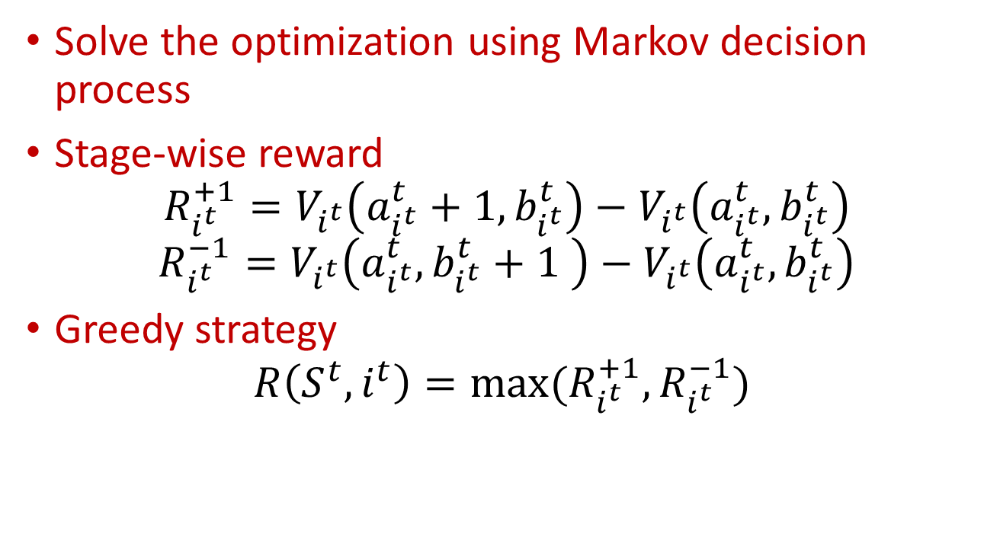 • Solve the optimization using Markov decision
process
• Stage-wise reward
$R_{i^t}^{+1} = V_{i^t}\left(a_{i^t}^t + 1, b_{i^t}^t\right) - V_{i^t}\left(a_{i^t}^t, b_{i^t}^t\right)$
$R_{i^t}^{-1} = V_{i^t}\left(a_{i^t}^t, b_{i^t}^t + 1\right) - V_{i^t}\left(a_{i^t}^t, b_{i^t}^t\right)$
• Greedy strategy
$R(S^t, i^t) = \max(R_{i^t}^{+1}, R_{i^t}^{-1})$